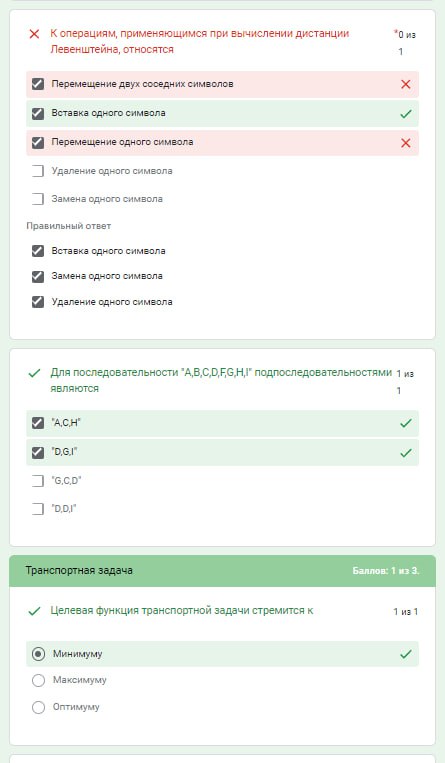 К операциям, применяющимся при вычислении дистанции
Левенштейна, относятся
*0 из
1
Перемещение двух соседних символов
Вставка одного символа
Перемещение одного символа
Удаление одного символа
Замена одного символа
Правильный ответ
Вставка одного символа
Замена одного символа
Удаление одного символа
Для последовательности "A,B,C,D,F,G,H,I" подпоследовательностями
являются
1 из
1
"A,C,H"
"D,G,I"
"G,C,D"
"D,D,I"
Транспортная задача
Баллов: 1 из 3.
Целевая функция транспортной задачи стремится к
1 из 1
Минимуму
Максимуму
Оптимуму